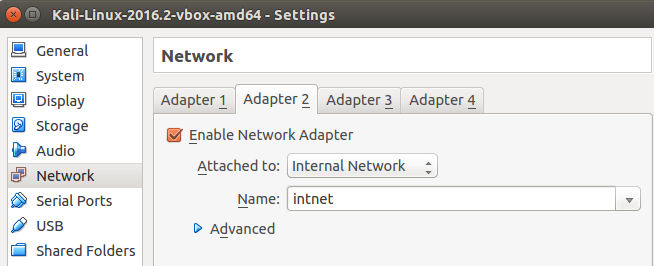 Kali-Linux-2016.2-vbox-amd64 - Settings
General
System
Display
Storage
Audio
Network
Serial Ports
USB
Shared Folders
Network
Adapter 1 Adapter 2 Adapter 3 Adapter 4
Enable Network Adapter
Attached to: Internal Network
Name: intnet
Advanced